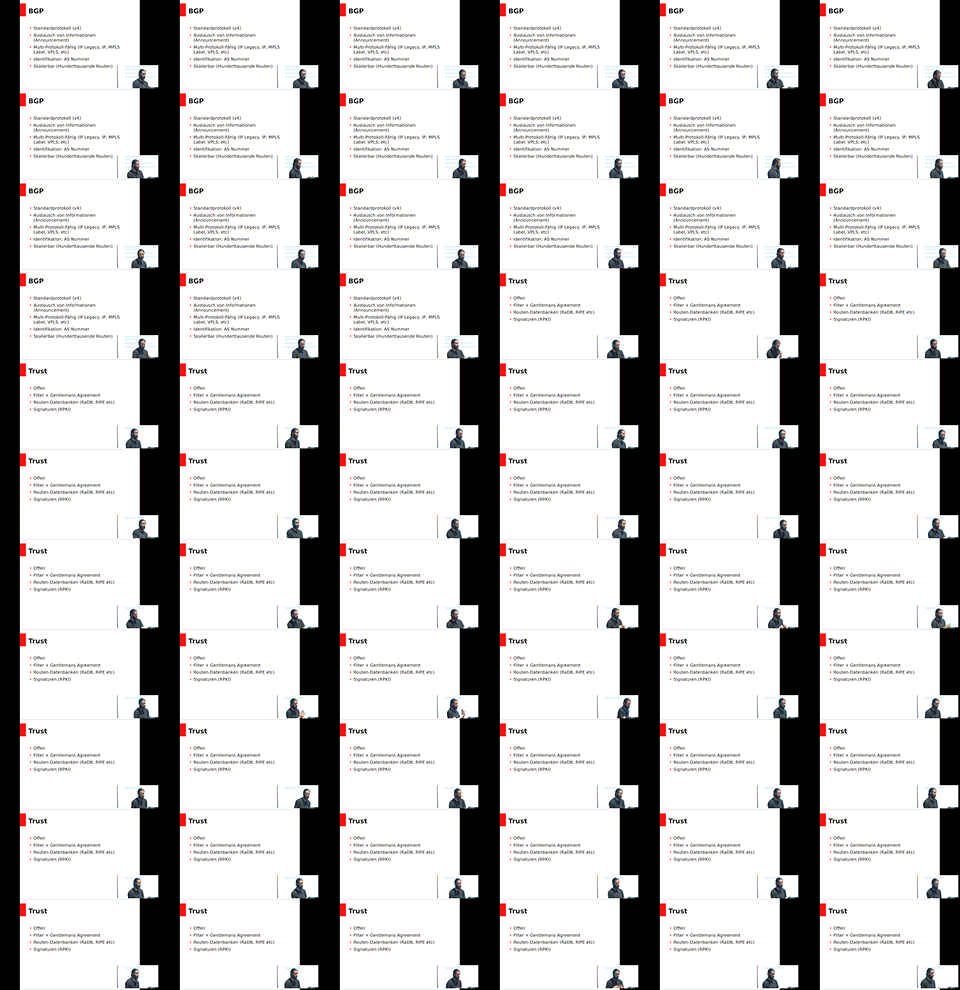 BGP
Standardprotokoll (v4)
Austausch von Informationen
(Announcement)
Multi-Protokoll-Fähig (IP Legacy, IP, MPLS
Label, VPLS, etc)
Identifikation: AS Nummer
Skalierbar (Hunderttausende Router)
Trust
Offen
Filter + Gentlemans Agreement
Routen-Datenbanken (RaDB, RIPE etc)
Signaturen (RPKI)